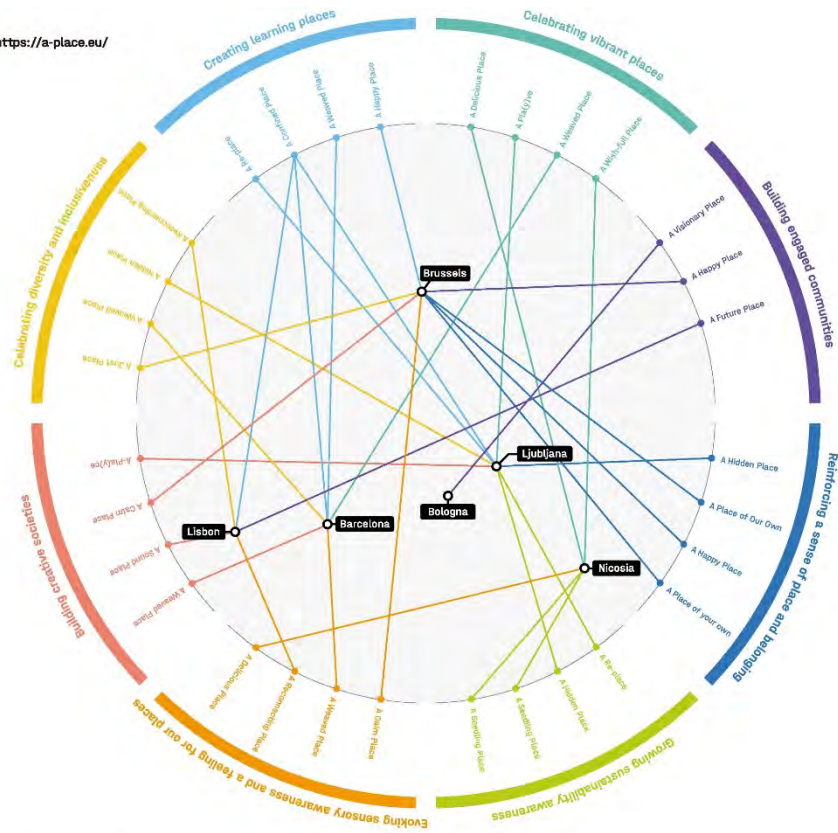 https://a-place.eu/
Creating learning places
A Re-place
A Confined Place
A Weaved Place
A Happy Place
Celebrating vibrant places
A Delicious Place
A Pla(y)ce
A Weaved Place
A Wish-full Place
Building engaged communities
A Visionary Place
A Happy Place
A Future Place
Reinforcing a sense of place and belonging
A Hidden Place
A Place of Our Own
A Happy Place
A Place of your own
Growing sustainability awareness
A Re-place
A Hidden Place
A Seedling Place
A Seedling Place
Evoking sensory awareness and a feeling for our places
A Calm Place
A Weaved Place
A Reconnecting Place
A Delicious Place
Building creative societies
A Weaved Place
A Sound Place
A Calm Place
A-Pla(y)ce
Celebrating diversity and inclusiveness
A Just Place
A Weaved Place
A Hidden Place
A Reconnecting Place
Brussels
Ljubljana
Bologna
Lisbon
Barcelona
Nicosia